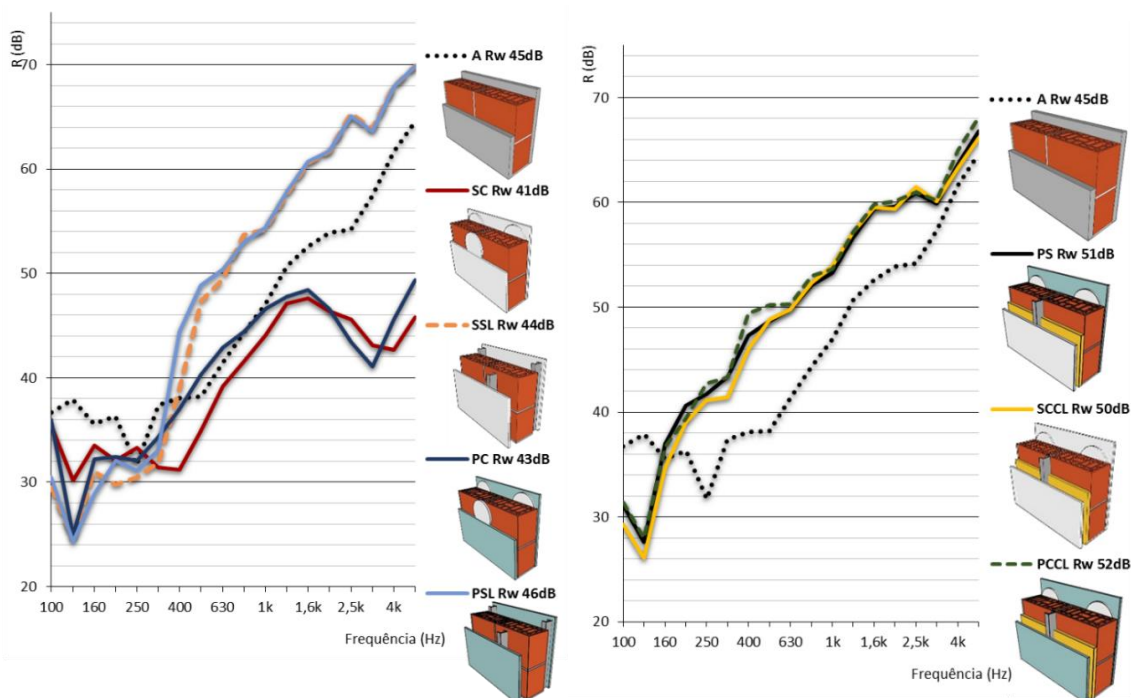 R (dB)
70
60
50
40
30
20
100
160
250
400
630
1k
1,6k
2,5k
4k
Frequência (Hz)
A Rw 45dB
SC Rw 41dB
SSL Rw 44dB
PC Rw 43dB
PSL Rw 46dB
R (dB)
70
60
50
40
30
20
100
160
250
400
630
1k
1,6k
2,5k
4k
Frequência (Hz)
A Rw 45dB
PS Rw 51dB
SCCL Rw 50dB
PCCL Rw 52dB